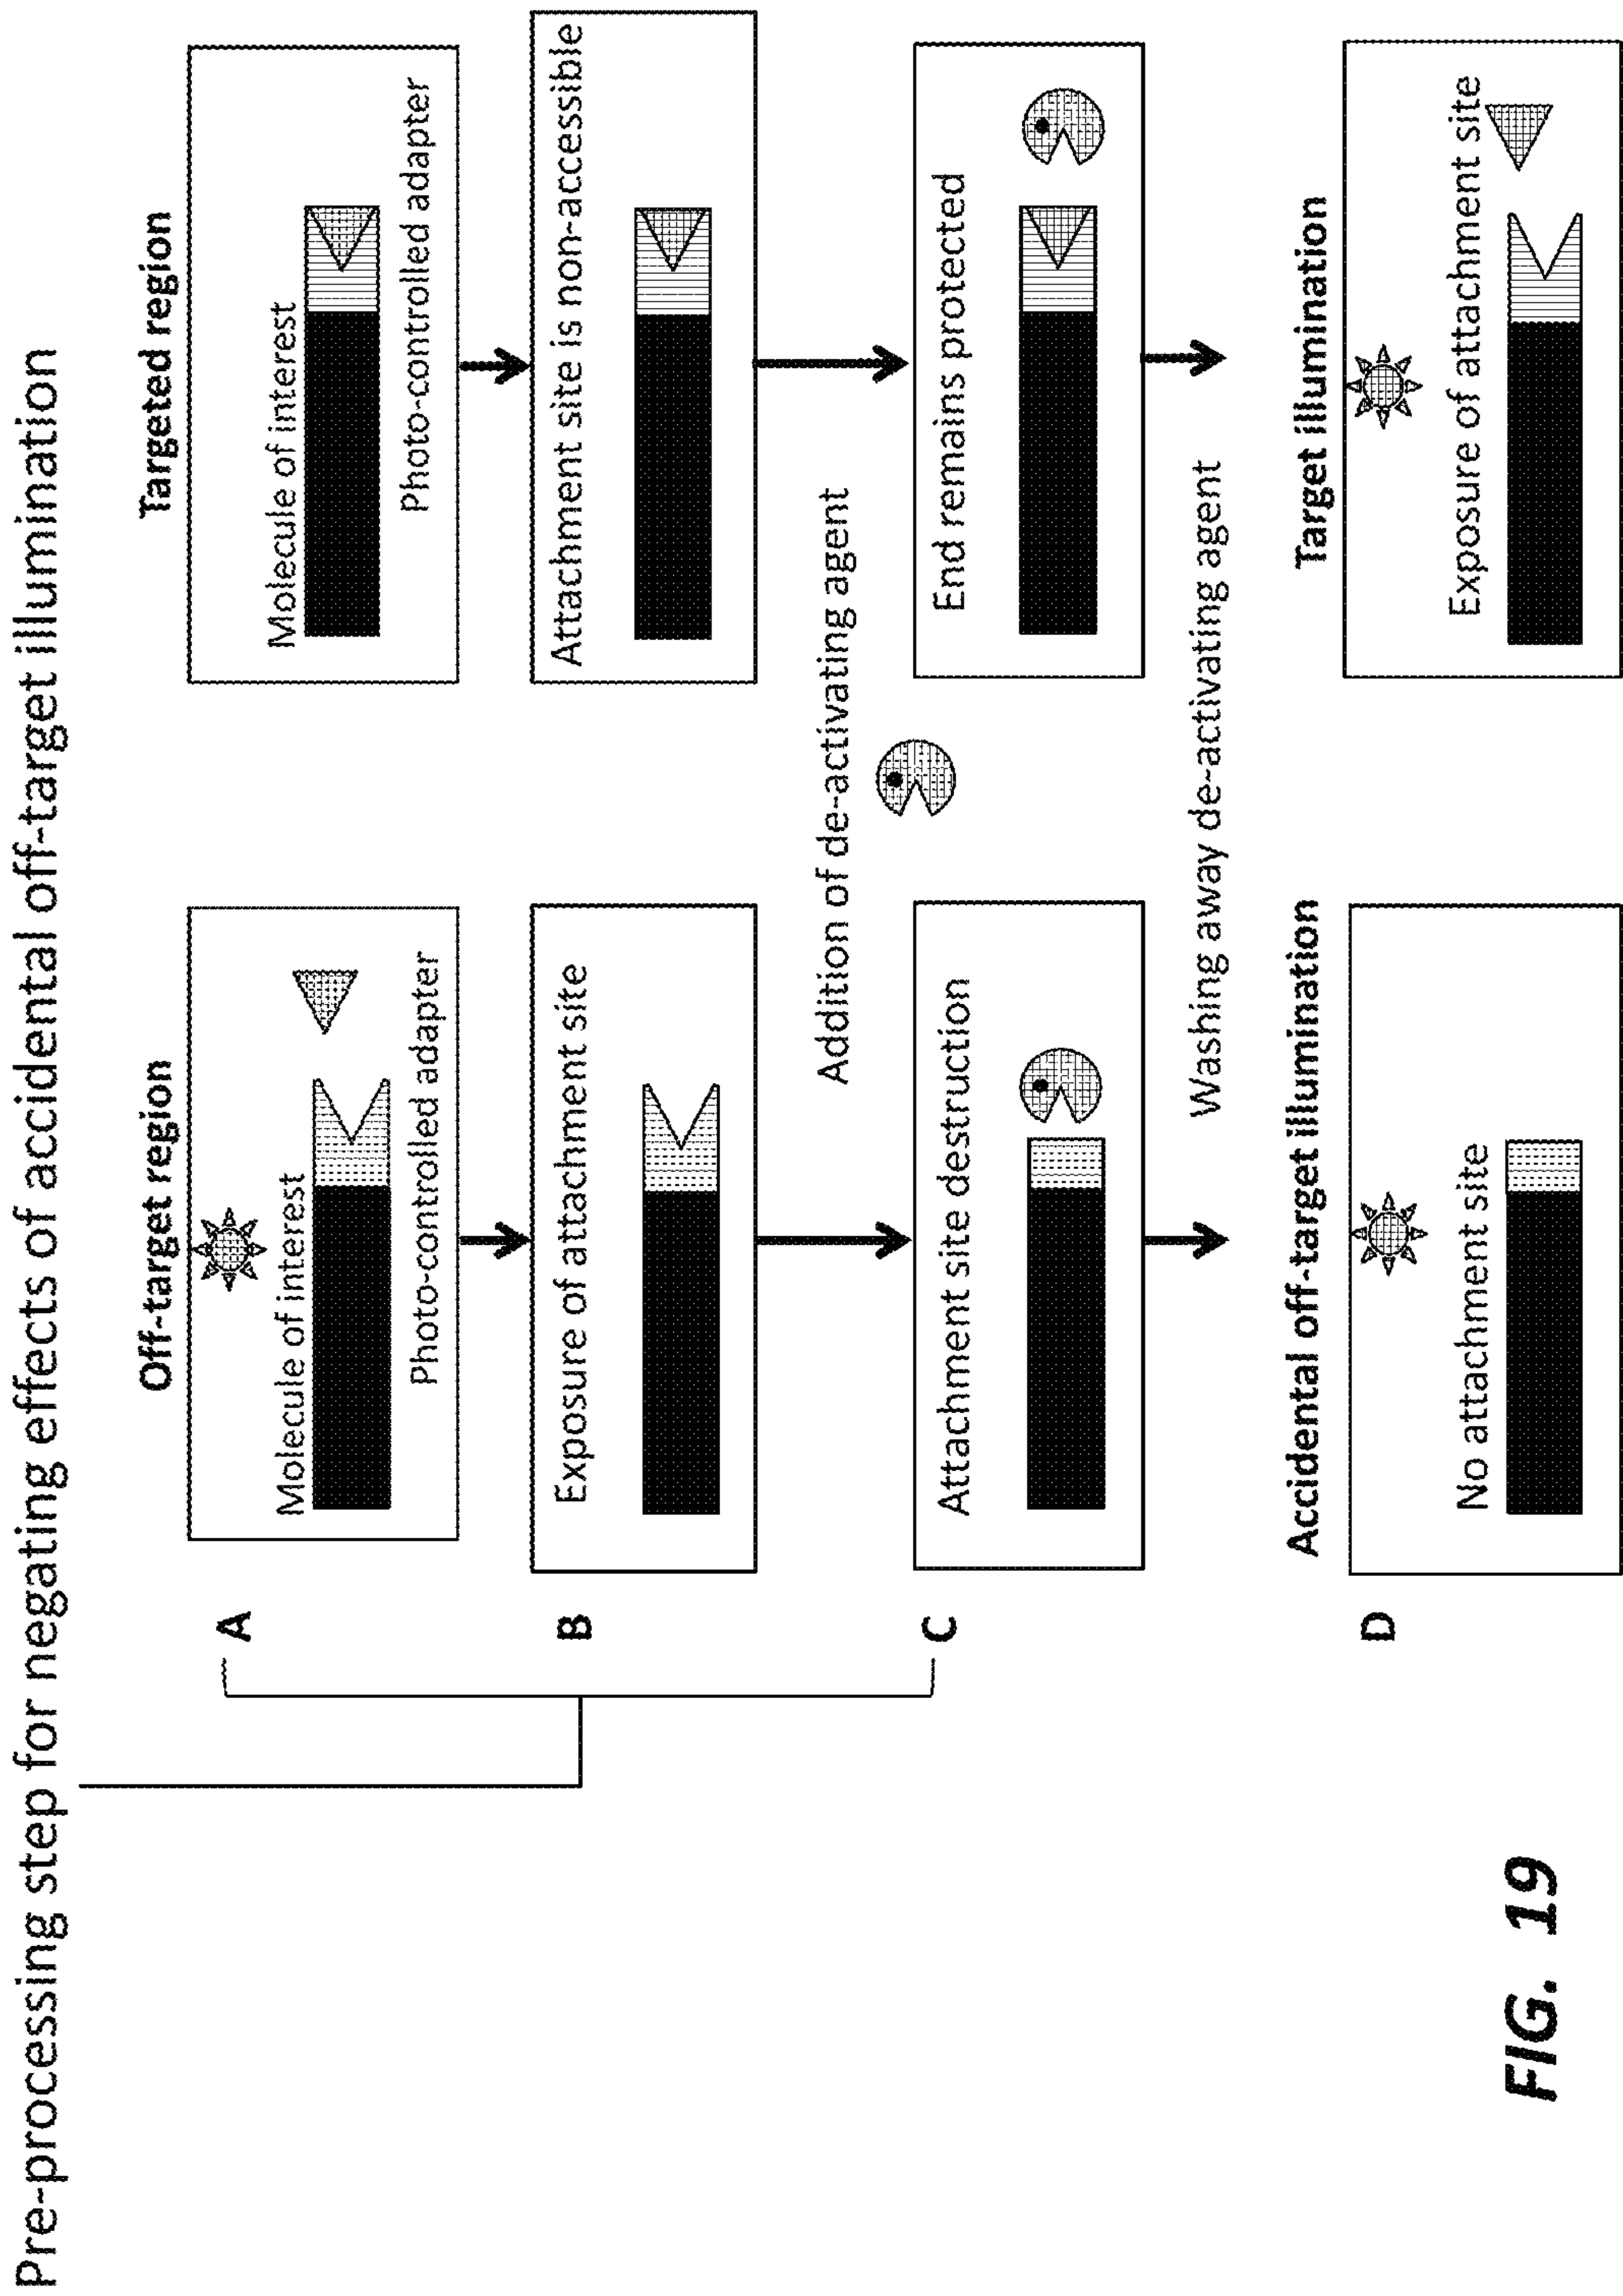 Pre-processing step for negating effects of accidental off-target illumination
Off-target region
Targeted region
A
Molecule of interest
Photo-controlled adapter
Molecule of interest
Photo-controlled adapter
B
Exposure of attachment site
Attachment site is non-accessible
Addition of de-activating agent
C
Attachment site destruction
End remains protected
Washing away de-activating agent
Accidental off-target illumination
Target illumination
D
No attachment site
Exposure of attachment site
FIG. 19